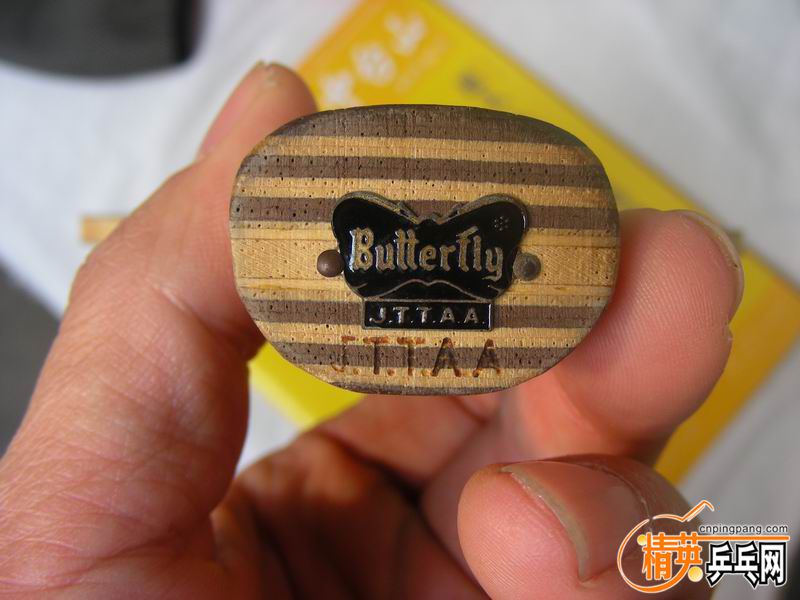 Butterfly
J.T.T.A.A.
J.T.T.A.A
cnpingpang.com
精英乒乓网